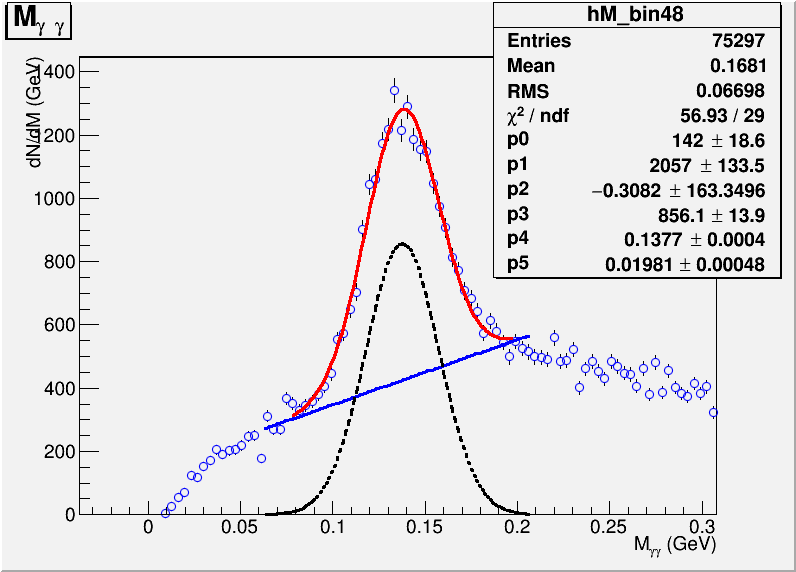 M γ γ
hM_bin48
Entries 75297
Mean 0.1681
RMS 0.06698
χ² / ndf 56.93 / 29
p0 142 ± 18.6
p1 2057 ± 133.5
p2 −0.3082 ± 163.3496
p3 856.1 ± 13.9
p4 0.1377 ± 0.0004
p5 0.01981 ± 0.00048
dN/dM (GeV)
1400
1200
1000
800
600
400
200
0
0 0.05 0.1 0.15 0.2 0.25 0.3
Mγγ (GeV)